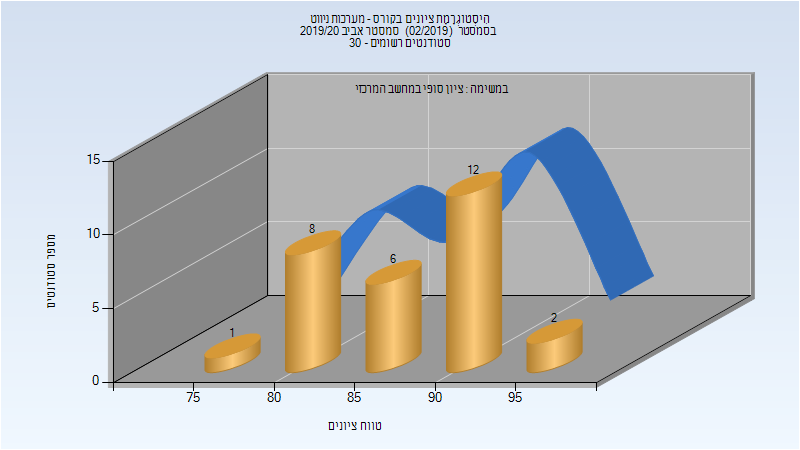 היסטוגרמת ציונים בקורס - מערכות ניווט
בסמסטר (02/2019) סמסטר אביב 2019/20
סטודנטים רשומים - 30
במשימה : ציון סופי במחשב המרכזי
מספר סטודנטים
15
10
5
0
1
8
6
12
2
75
80
85
90
95
טווח ציונים